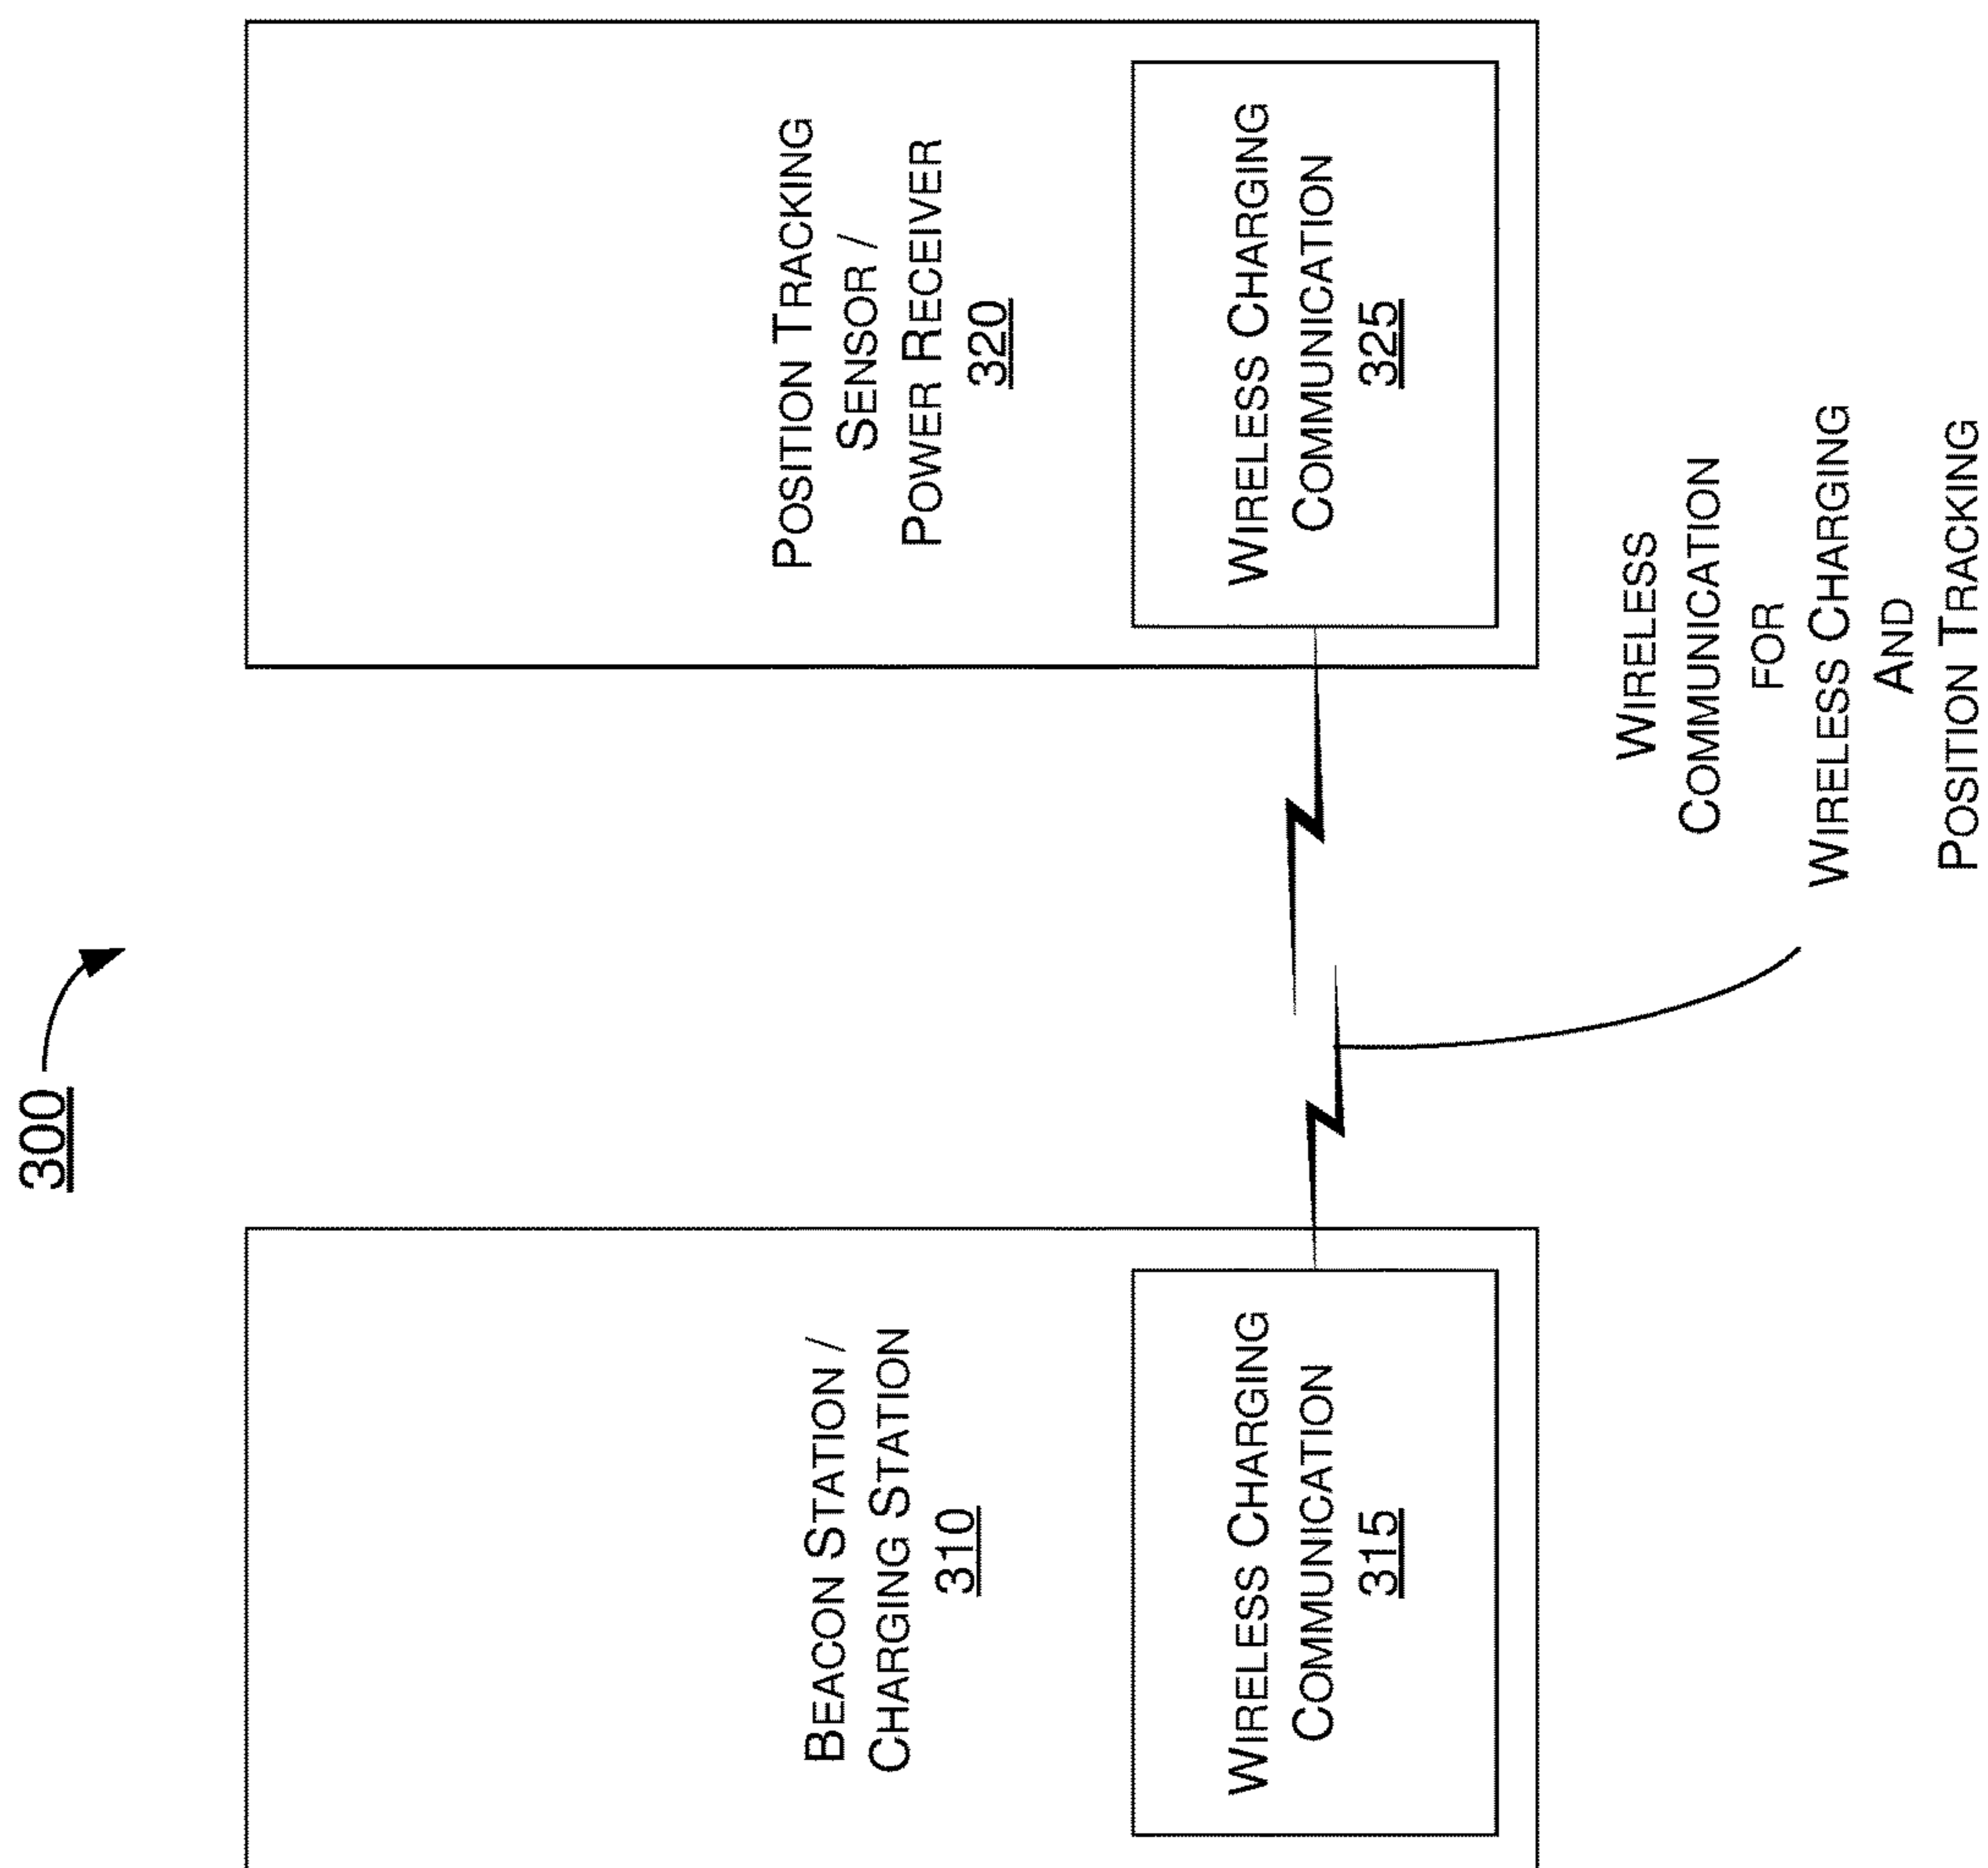 300
BEACON STATION /
CHARGING STATION
310
WIRELESS CHARGING
COMMUNICATION
315
POSITION TRACKING
SENSOR /
POWER RECEIVER
320
WIRELESS CHARGING
COMMUNICATION
325
WIRELESS
COMMUNICATION
FOR
WIRELESS CHARGING
AND
POSITION TRACKING